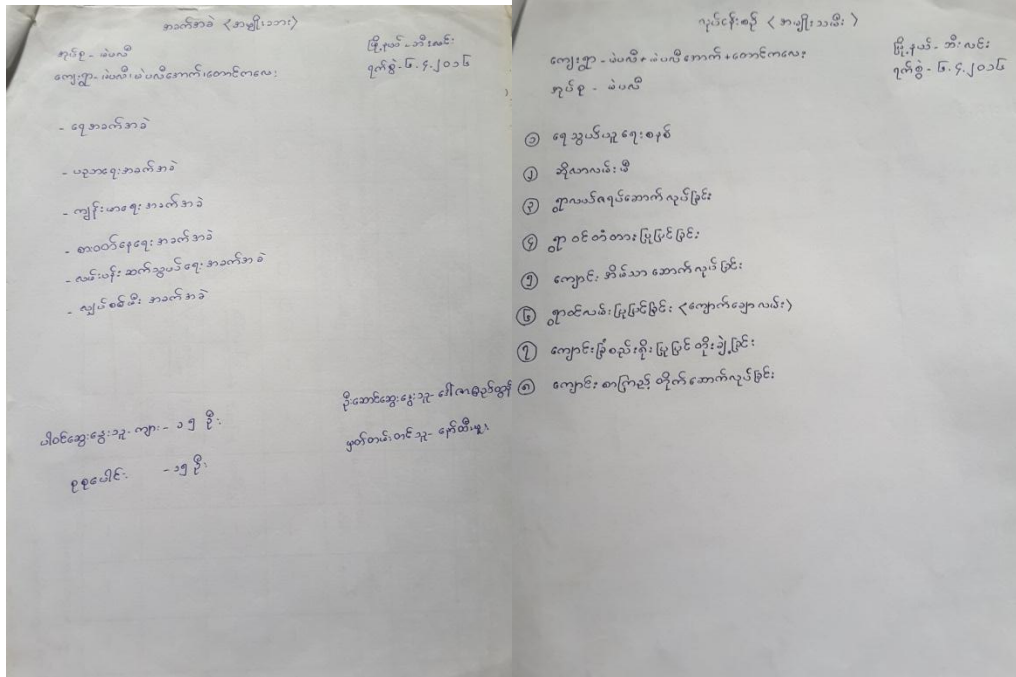 အခက်အခဲ (အမျိုးသား)
အုပ်စု - မဲပလီ
မြို့နယ် - ဘီးလင်း
ကျေးရွာ - မဲပလီ၊ မဲပလီအောက်၊ တောင်ကလေး
ရက်စွဲ - ၆.၄.၂၀၁၆
- ရေအခက်အခဲ
- ပညာရေးအခက်အခဲ
- ကျန်းမာရေးအခက်အခဲ
- စားဝတ်နေရေးအခက်အခဲ
- လမ်းပန်းဆက်သွယ်ရေးအခက်အခဲ
- လျှပ်စစ်မီး အခက်အခဲ
ဦးဆောင်ဆွေးနွေးသူ -
ပါဝင်ဆွေးနွေးသူ - ကျား - ၁၅ ဦး
မှတ်တမ်းတင်သူ - နော်
စုစုပေါင်း - ၁၅ ဦး
လုပ်ငန်းစဉ် (အမျိုးသမီး)
မြို့နယ် - ဘီးလင်း
ကျေးရွာ - မဲပလီ + မဲပလီအောက် + တောင်ကလေး
ရက်စွဲ - ၆.၄.၂၀၁၆
အုပ်စု - မဲပလီ
၁ ရေသွယ်ယူရေးစနစ်
၂ ဆိုလာလမ်းမီး
၃ ရွာလယ်ဇရပ်ဆောက်လုပ်ခြင်း
၄ ရွာဝင်တံတားပြုပြင်ခြင်း
၅ ကျောင်းအိမ်သာဆောက်လုပ်ခြင်း
၆ ရွာဝင်လမ်းပြုပြင်ခြင်း (ကျောက်ချောလမ်း)
၇ ကျောင်းခြံစည်းရိုးပြုပြင်တိုးချဲ့ခြင်း
၈ ကျောင်းစာကြည့်တိုက်ဆောက်လုပ်ခြင်း